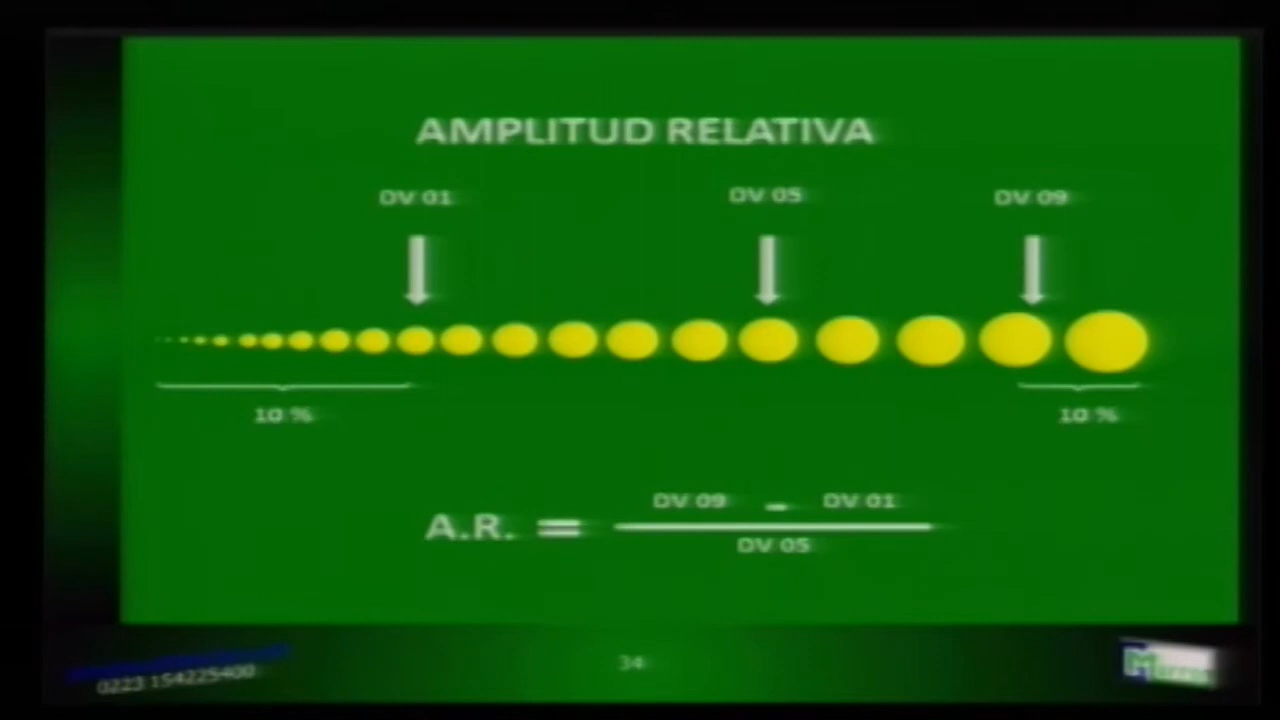 AMPLITUD RELATIVA
DV 01 DV 05 DV 09
10 % 10 %
DV 09 - DV 01
A.R. =
DV 05
0223 154225400
34